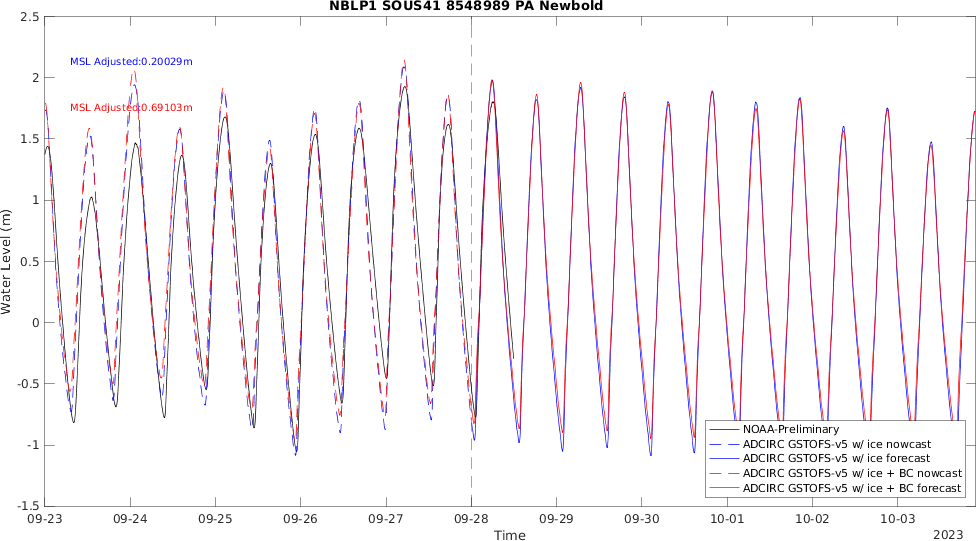 NBLP1 SOUS41 8548989 PA Newbold
2.5
2
1.5
1
0.5
0
-0.5
-1
-1.5
Water Level (m)
MSL Adjusted:0.20029m
MSL Adjusted:0.69103m
NOAA-Preliminary
ADCIRC GSTOFS-v5 w/ ice nowcast
ADCIRC GSTOFS-v5 w/ ice forecast
ADCIRC GSTOFS-v5 w/ ice + BC nowcast
ADCIRC GSTOFS-v5 w/ ice + BC forecast
09-23 09-24 09-25 09-26 09-27 09-28 09-29 09-30 10-01 10-02 10-03
Time
2023